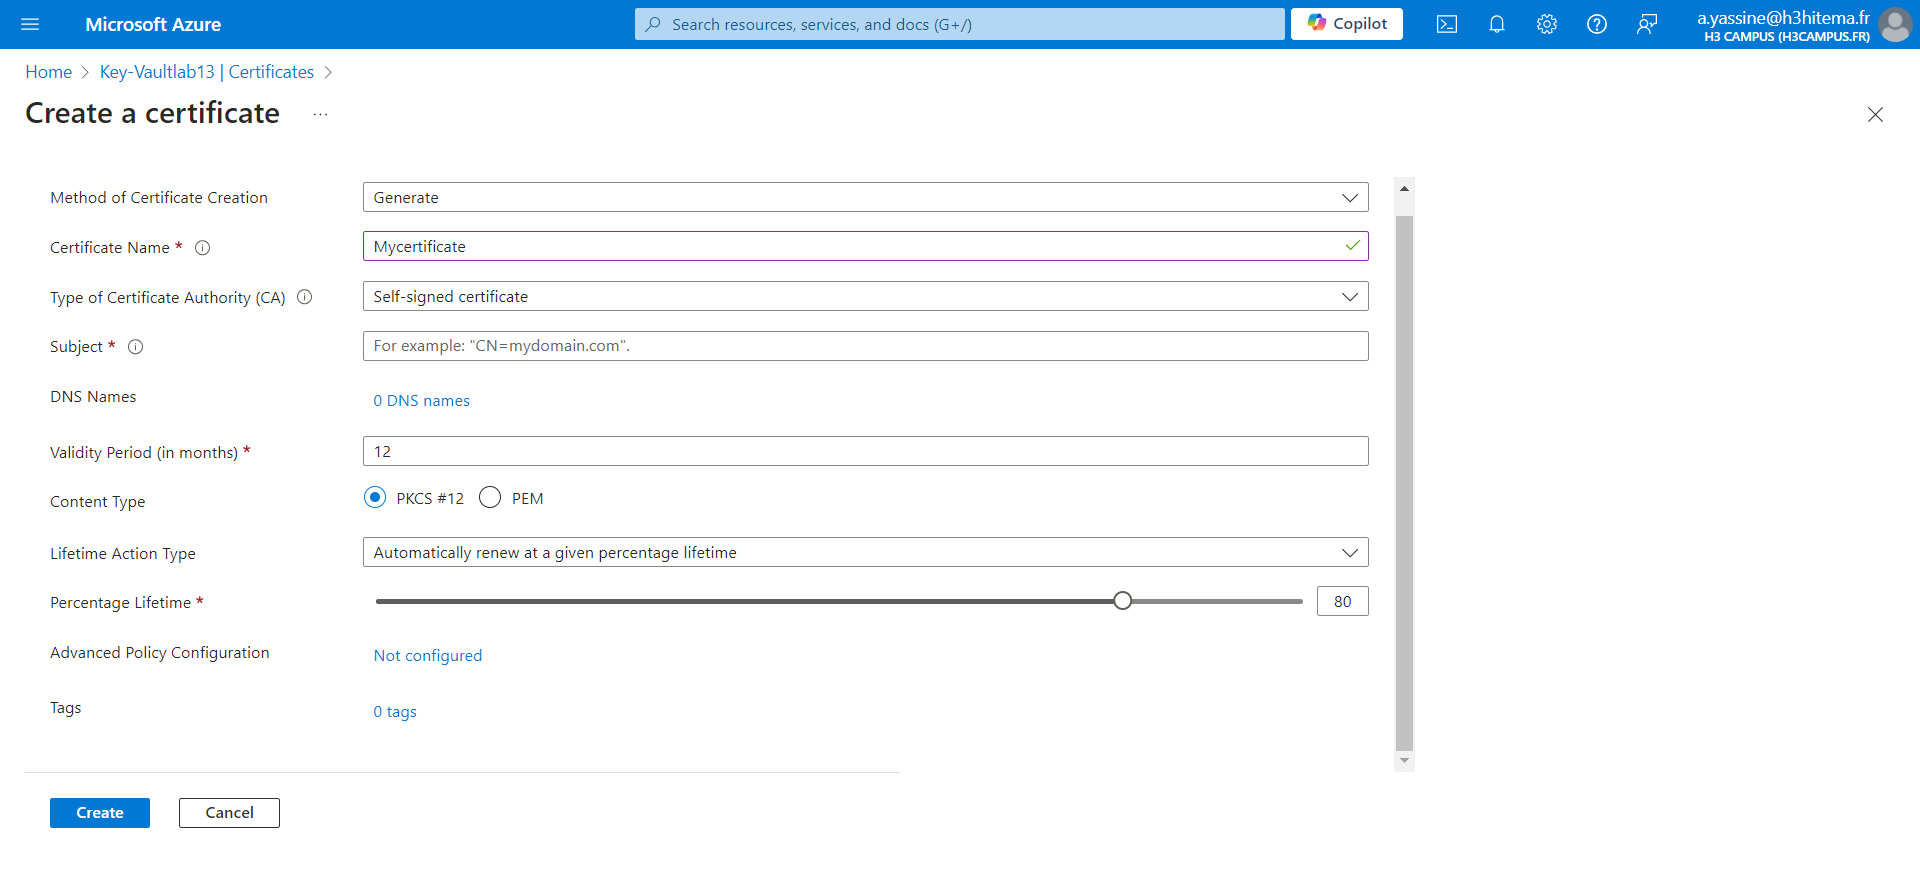 Microsoft Azure
Search resources, services, and docs (G+/)
Copilot
a.yassine@h3hitema.fr
H3 CAMPUS (H3CAMPUS.FR)
Home
Key-Vaultlab13 | Certificates
Create a certificate
...
Method of Certificate Creation
Generate
Certificate Name *
Mycertificate
Type of Certificate Authority (CA)
Self-signed certificate
Subject *
For example: "CN=mydomain.com".
DNS Names
0 DNS names
Validity Period (in months) *
12
Content Type
PKCS #12
PEM
Lifetime Action Type
Automatically renew at a given percentage lifetime
Percentage Lifetime *
80
Advanced Policy Configuration
Not configured
Tags
0 tags
Create
Cancel